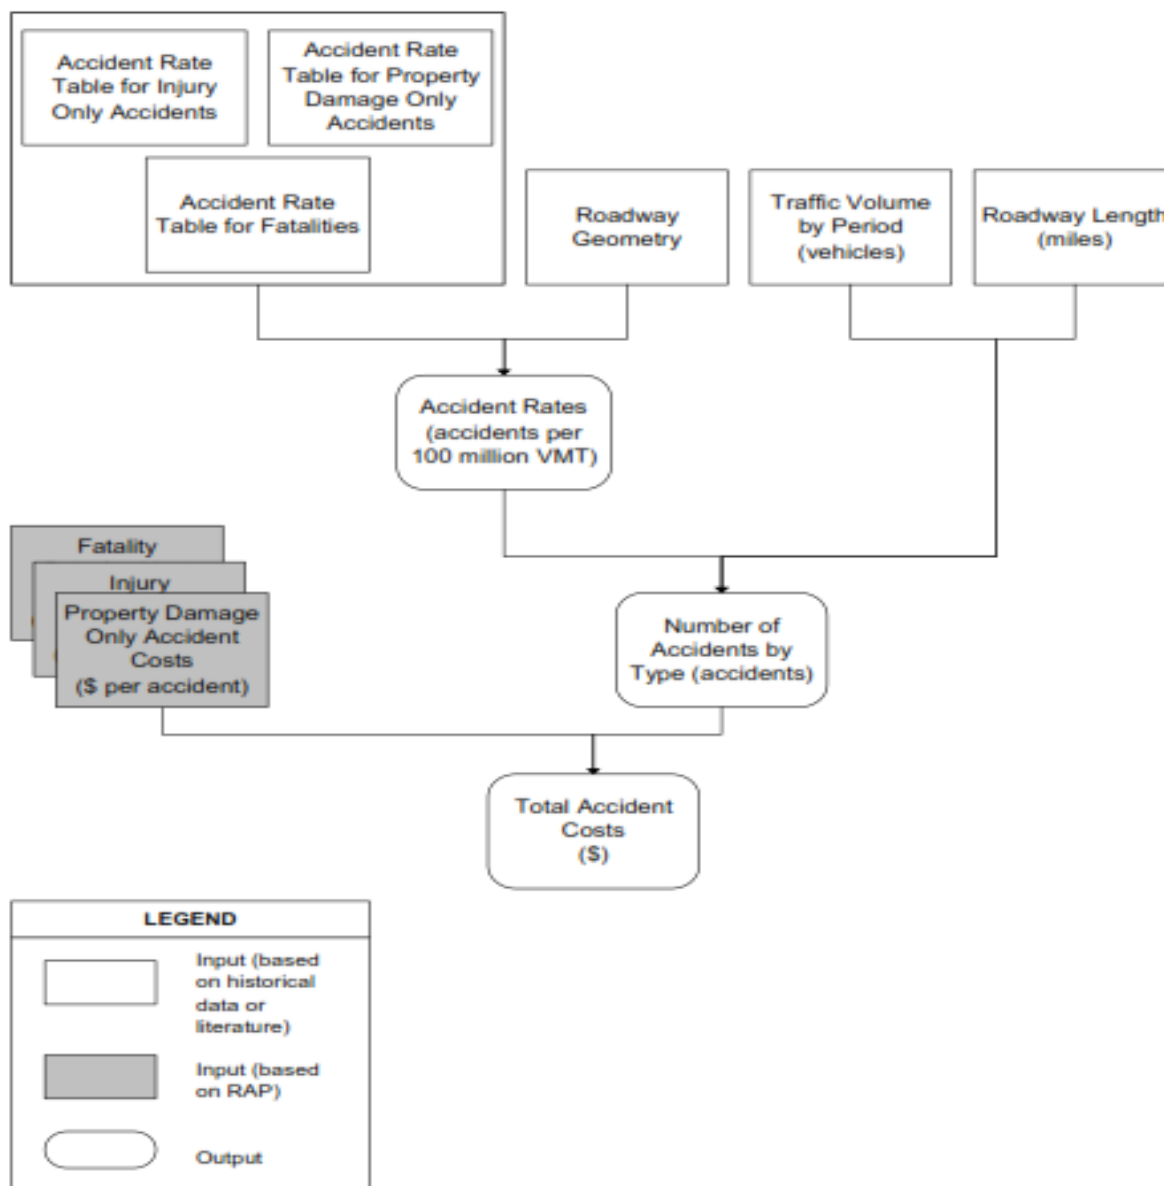 Accident Rate
Table for Injury
Only Accidents
Accident Rate
Table for Property
Damage Only
Accidents
Accident Rate
Table for Fatalities
Roadway
Geometry
Traffic Volume
by Period
(vehicles)
Roadway Length
(miles)
Accident Rates
(accidents per
100 million VMT)
Fatality
Injury
Property Damage
Only Accident
Costs
($ per accident)
Number of
Accidents by
Type (accidents)
Total Accident
Costs
($)
LEGEND
Input (based
on historical
data or
literature)
Input (based
on RAP)
Output